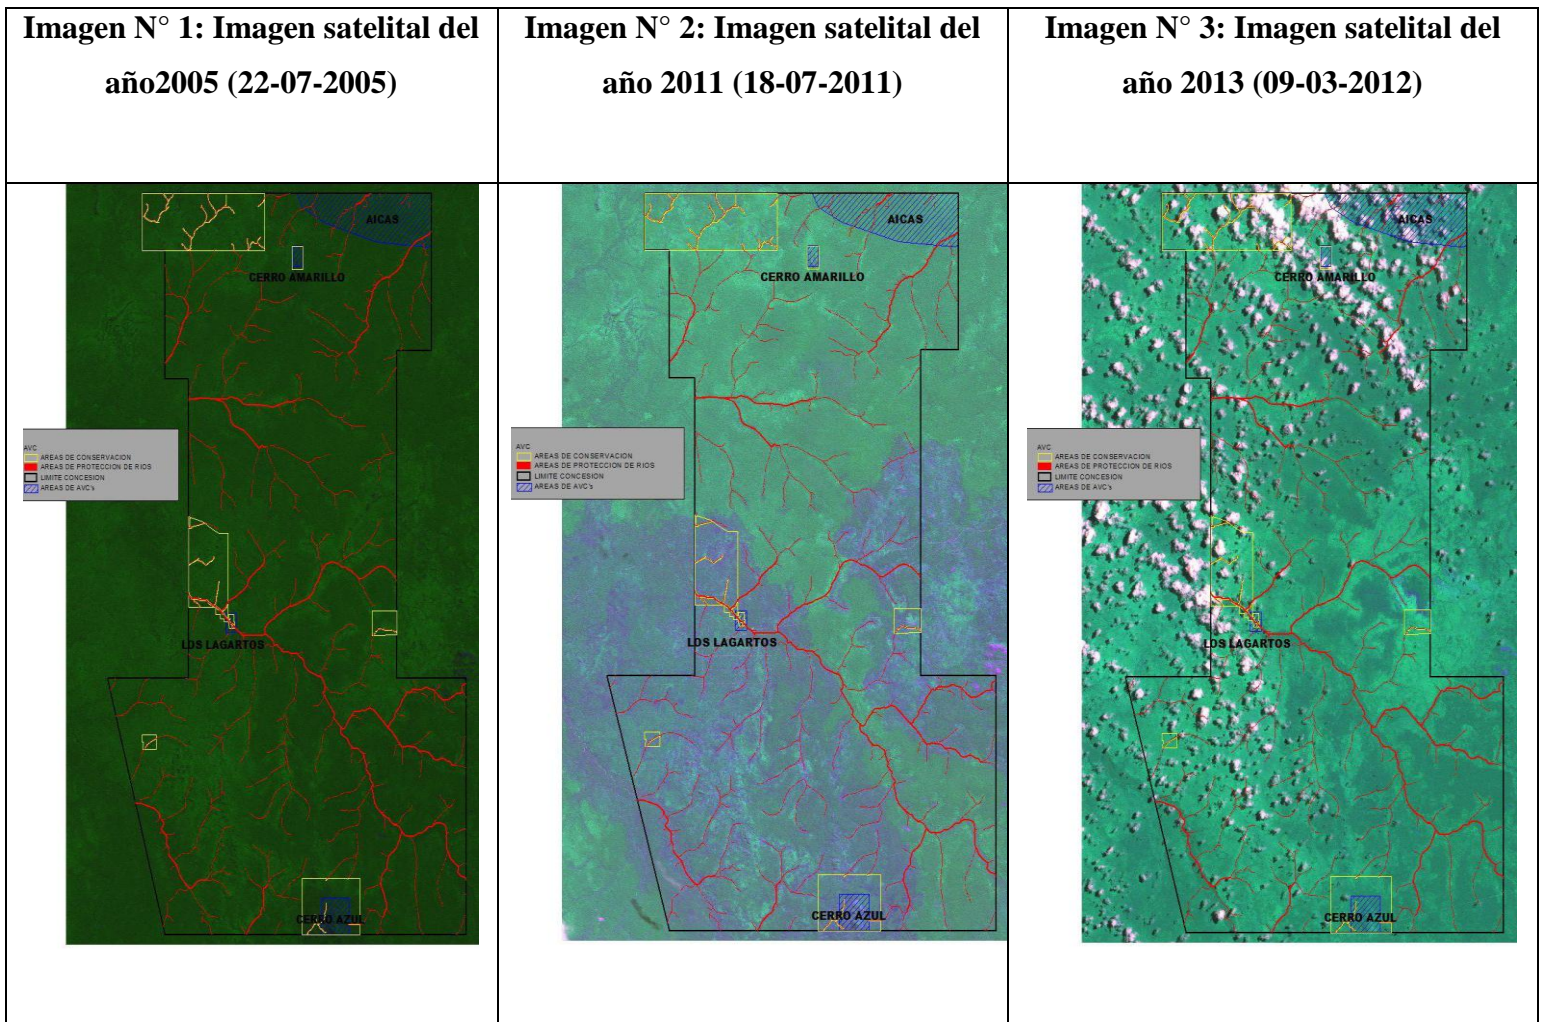 Imagen N° 1: Imagen satelital del
año2005 (22-07-2005)
Imagen N° 2: Imagen satelital del
año 2011 (18-07-2011)
Imagen N° 3: Imagen satelital del
año 2013 (09-03-2012)
AICAS
CERRO AMARILLO
AVC
AREAS DE CONSERVACION
AREAS DE PROTECCION DE RIOS
LIMITE CONCESION
AREAS DE AVC's
LOS LAGARTOS
CERRO AZUL
AICAS
CERRO AMARILLO
AVC
AREAS DE CONSERVACION
AREAS DE PROTECCION DE RIOS
LIMITE CONCESION
AREAS DE AVC's
LOS LAGARTOS
CERRO AZUL
AICAS
CERRO AMARILLO
AVC
AREAS DE CONSERVACION
AREAS DE PROTECCION DE RIOS
LIMITE CONCESION
AREAS DE AVC's
LOS LAGARTOS
CERRO AZUL